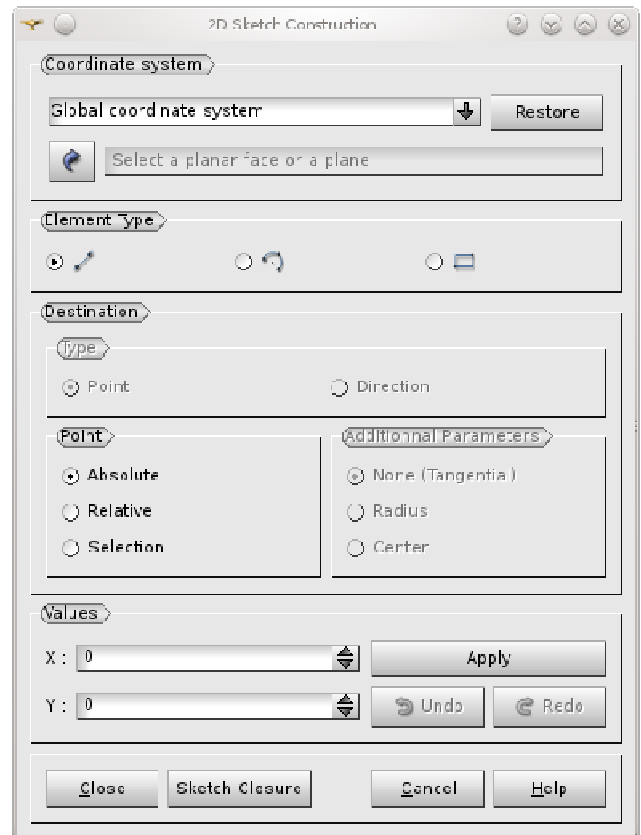 2D Sketch Construction
Coordinate system
Global coordinate system
Restore
Select a planar face or a plane
Element Type
Destination
Type
Point
Direction
Point
Additionnal Parameters
Absolute
None (Tangential)
Relative
Radius
Selection
Center
Values
X : 0
Apply
Y : 0
Undo
Redo
Close
Sketch Closure
Cancel
Help